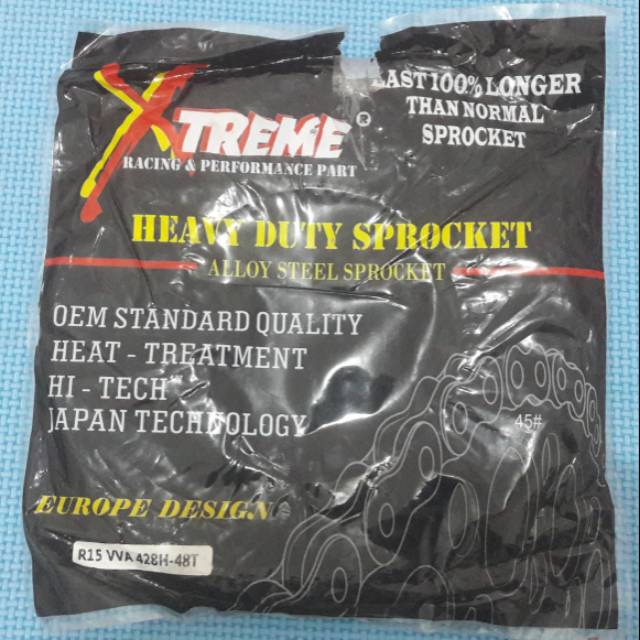 XTREME®
RACING & PERFORMANCE PART
LAST 100% LONGER
THAN NORMAL
SPROCKET
HEAVY DUTY SPROCKET
ALLOY STEEL SPROCKET
OEM STANDARD QUALITY
HEAT - TREATMENT
HI - TECH
JAPAN TECHNOLOGY
45#
EUROPE DESIGN
R15 VVA 428H-48T